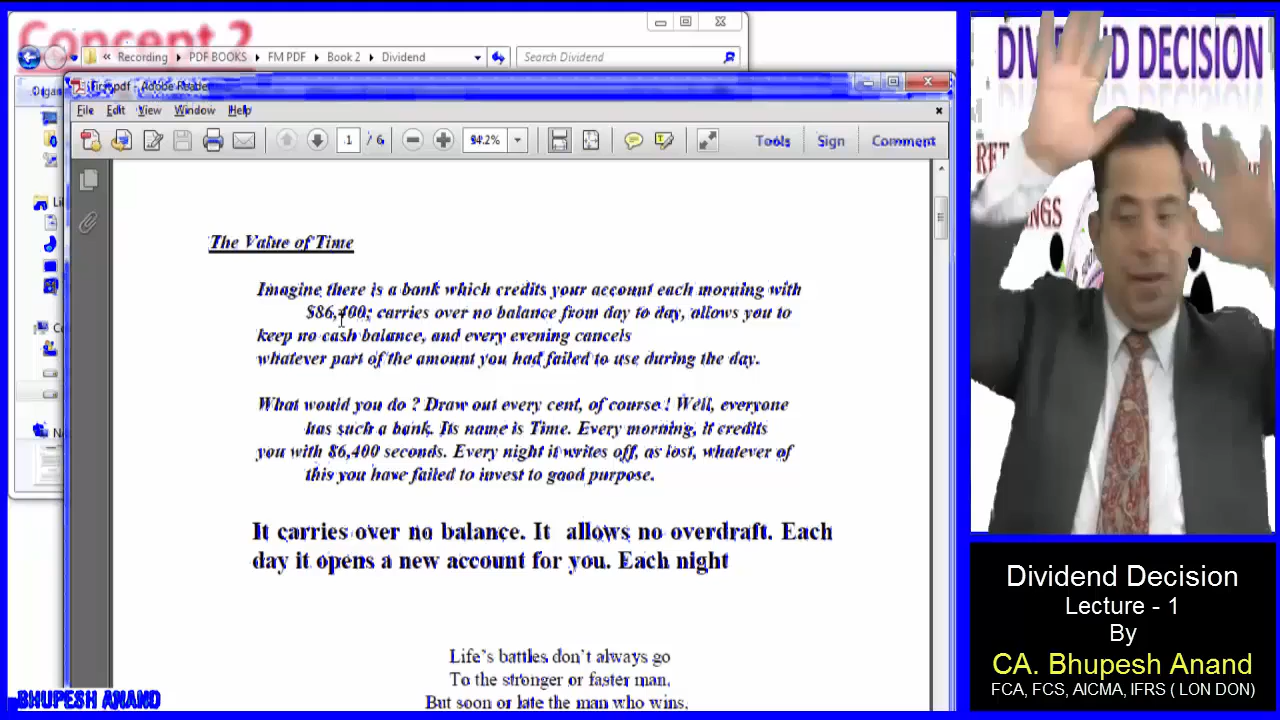 Concept 2
Recording
PDF BOOKS
FM PDF
Book 2
Dividend
Search Dividend
Organ
DIVIDEND DECISION
File Edit View Window Help
1 / 6
94.2%
Tools
Sign
Comment
The Value of Time
Imagine there is a bank which credits your account each morning with
$86,400; carries over no balance from day to day, allows you to
keep no cash balance, and every evening cancels
whatever part of the amount you had failed to use during the day.
What would you do ? Draw out every cent, of course ! Well, everyone
has such a bank. Its name is Time. Every morning, it credits
you with 86,400 seconds. Every night it writes off, as lost, whatever of
this you have failed to invest to good purpose.
It carries over no balance. It allows no overdraft. Each
day it opens a new account for you. Each night
Life's battles don't always go
To the stronger or faster man,
But soon or late the man who wins,
BHUPESH ANAND
Dividend Decision
Lecture - 1
By
CA. Bhupesh Anand
FCA, FCS, AICMA, IFRS ( LON DON)